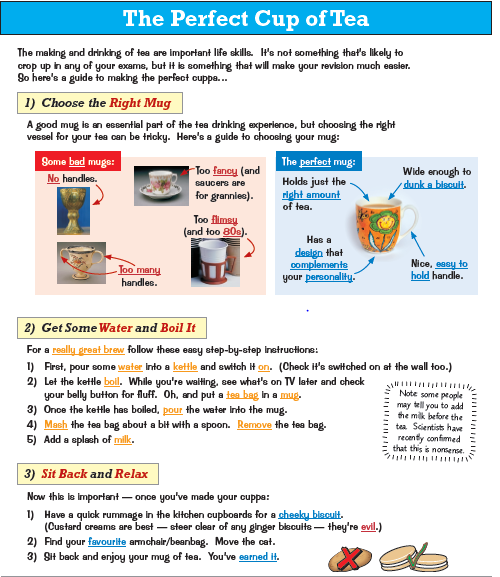 The Perfect Cup of Tea
The making and drinking of tea are important life skills. It's not something that's likely to
crop up in any of your exams, but it is something that will make your revision much easier.
So here's a guide to making the perfect cuppa...
1) Choose the Right Mug
A good mug is an essential part of the tea drinking experience, but choosing the right
vessel for your tea can be tricky. Here's a guide to choosing your mug:
Some bad mugs:
No handles.
Too fancy (and
saucers are
for grannies).
Too flimsy
(and too 80s).
Too many
handles.
The perfect mug:
Holds just the
right amount
of tea.
Wide enough to
dunk a biscuit.
Has a
design that
complements
your personality.
Nice, easy to
hold handle.
2) Get Some Water and Boil It
For a really great brew follow these easy step-by-step instructions:
1) First, pour some water into a kettle and switch it on. (Check it's switched on at the wall too.)
2) Let the kettle boil. While you're waiting, see what's on TV later and check
your belly button for fluff. Oh, and put a tea bag in a mug.
3) Once the kettle has boiled, pour the water into the mug.
4) Mash the tea bag about a bit with a spoon. Remove the tea bag.
5) Add a splash of milk.
Note: some people
may tell you to add
the milk before the
tea. Scientists have
recently confirmed
that this is nonsense.
3) Sit Back and Relax
Now this is important — once you've made your cuppa:
1) Have a quick rummage in the kitchen cupboards for a cheeky biscuit.
(Custard creams are best — steer clear of any ginger biscuits — they're evil.)
2) Find your favourite armchair/beanbag. Move the cat.
3) Sit back and enjoy your mug of tea. You've earned it.